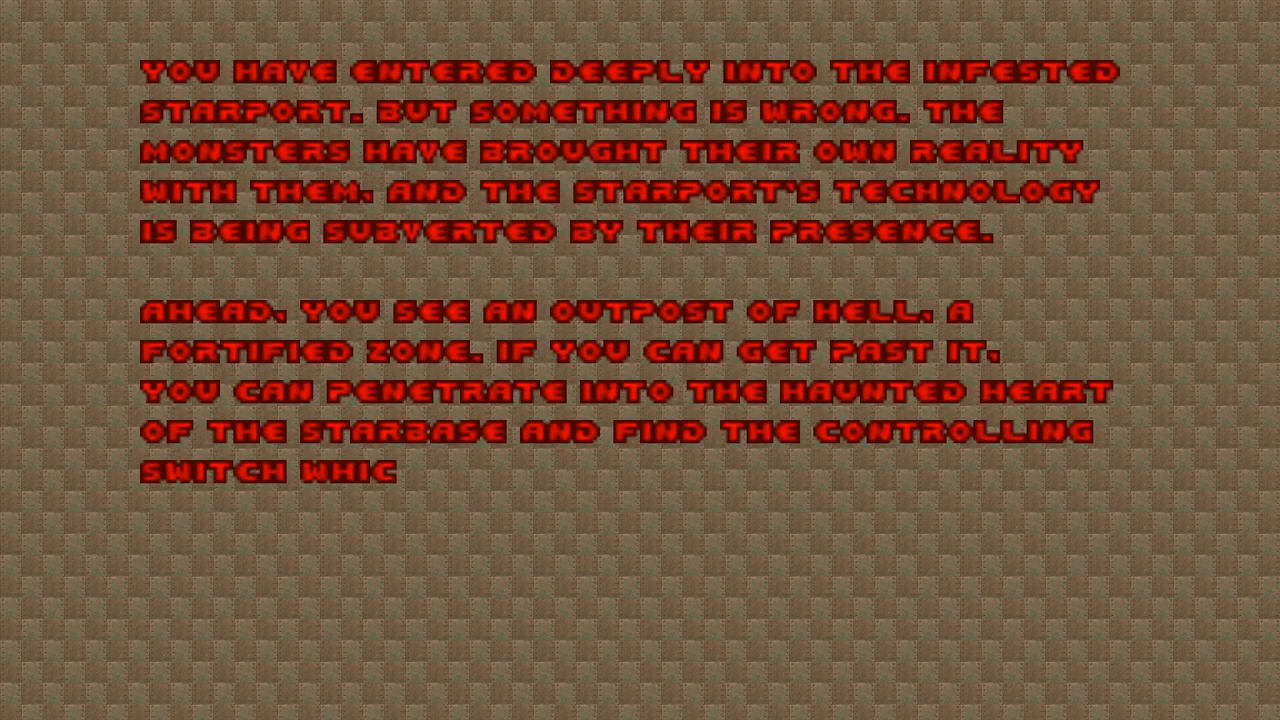 YOU HAVE ENTERED DEEPLY INTO THE INFESTED
STARPORT. BUT SOMETHING IS WRONG. THE
MONSTERS HAVE BROUGHT THEIR OWN REALITY
WITH THEM, AND THE STARPORT'S TECHNOLOGY
IS BEING SUBVERTED BY THEIR PRESENCE.
AHEAD, YOU SEE AN OUTPOST OF HELL, A
FORTIFIED ZONE. IF YOU CAN GET PAST IT,
YOU CAN PENETRATE INTO THE HAUNTED HEART
OF THE STARBASE AND FIND THE CONTROLLING
SWITCH WHIC